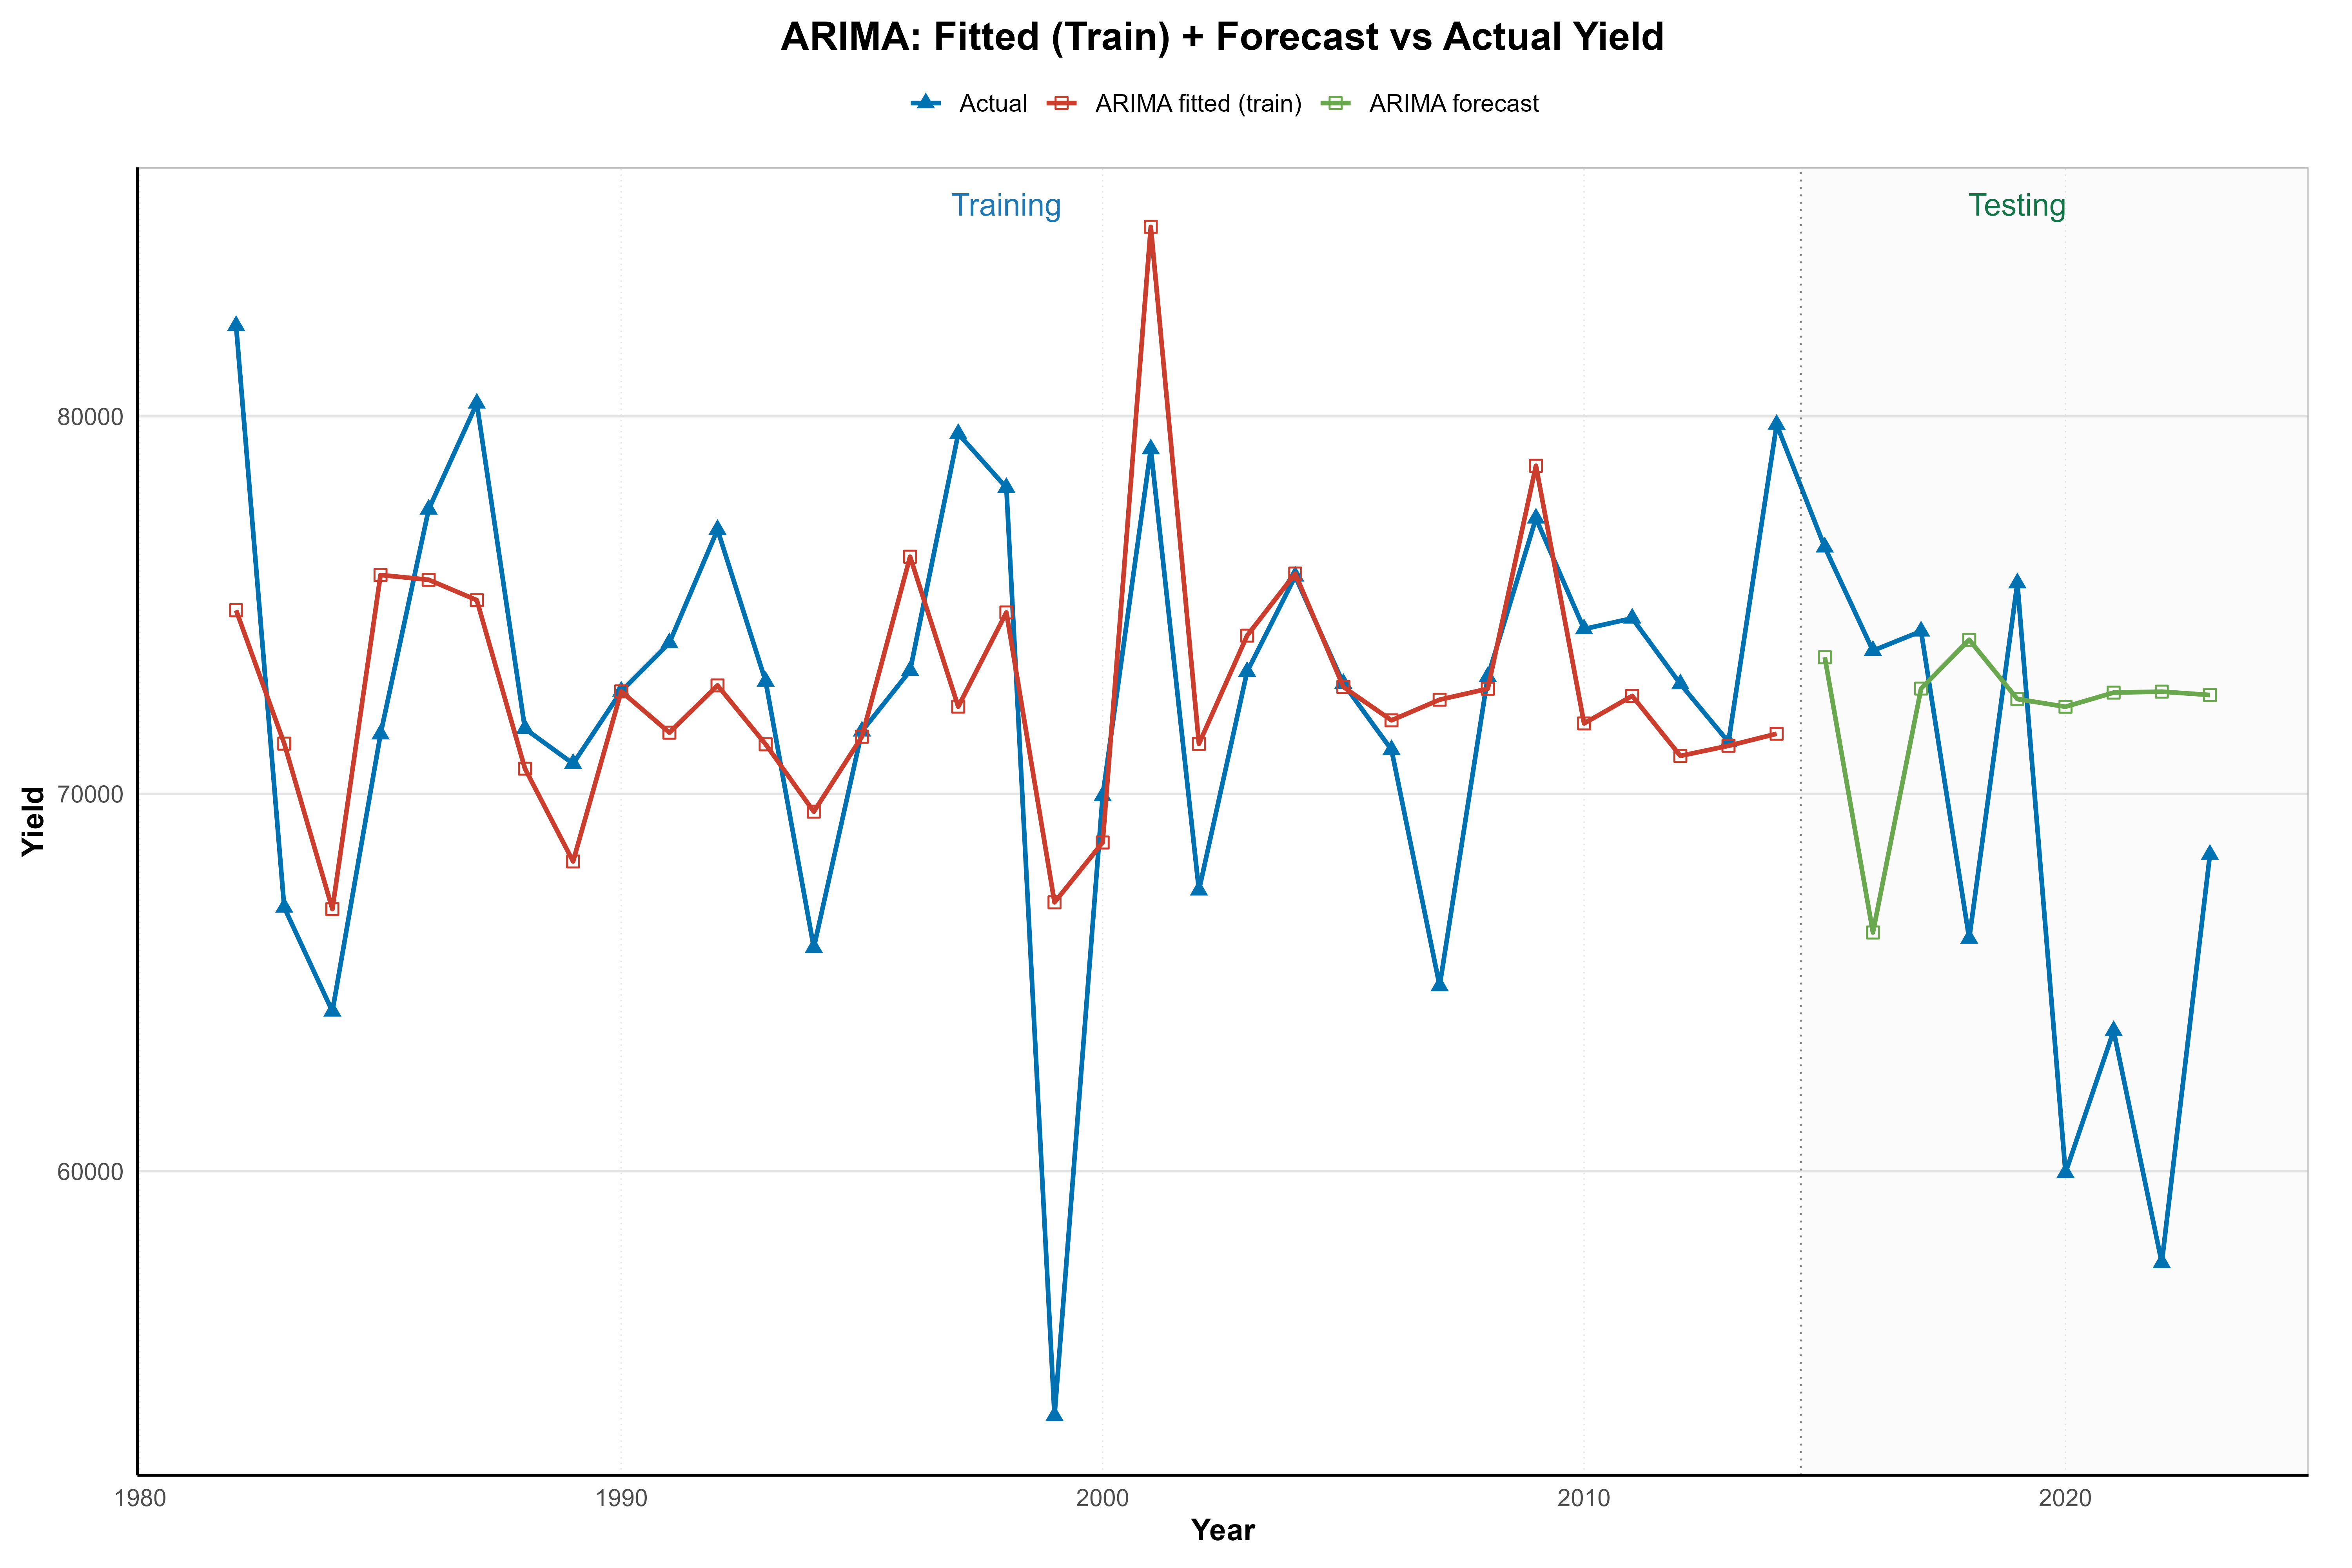 ARIMA: Fitted (Train) + Forecast vs Actual Yield
Actual ARIMA fitted (train) ARIMA forecast
Training Testing
80000
70000
60000
Yield
1980 1990 2000 2010 2020
Year